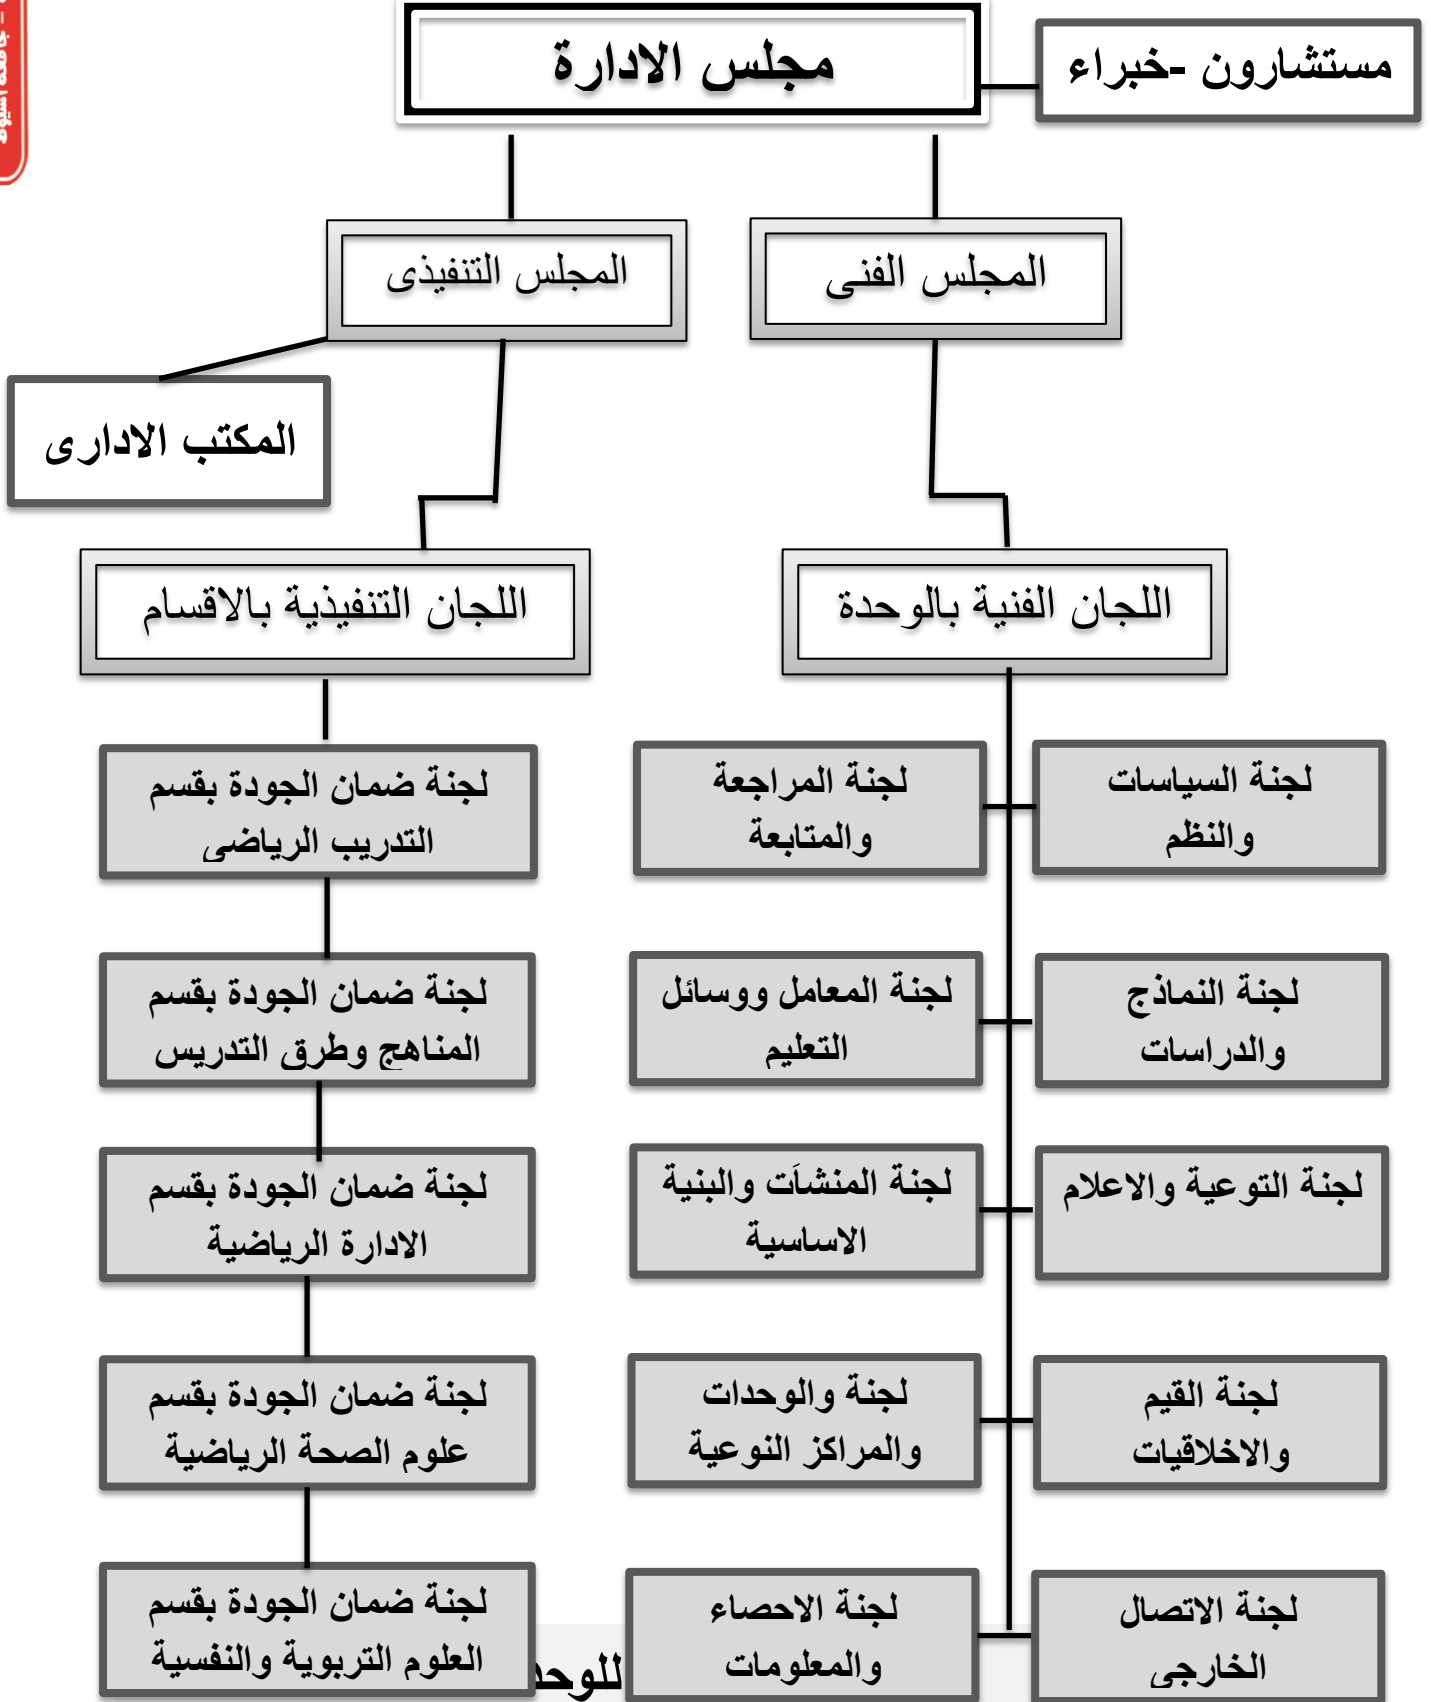 مجلس الادارة
مستشارون -خبراء
المجلس الفنى
المجلس التنفيذى
المكتب الادارى
اللجان الفنية بالوحدة
اللجان التنفيذية بالاقسام
لجنة السياسات
والنظم
لجنة المراجعة
والمتابعة
لجنة ضمان الجودة بقسم
التدريب الرياضى
لجنة النماذج
والدراسات
لجنة المعامل ووسائل
التعليم
لجنة ضمان الجودة بقسم
المناهج وطرق التدريس
لجنة التوعية والاعلام
لجنة المنشآت والبنية
الاساسية
لجنة ضمان الجودة بقسم
الادارة الرياضية
لجنة القيم
والاخلاقيات
لجنة والوحدات
والمراكز النوعية
لجنة ضمان الجودة بقسم
علوم الصحة الرياضية
لجنة الاتصال
الخارجى
لجنة الاحصاء
والمعلومات
لجنة ضمان الجودة بقسم
العلوم التربوية والنفسية